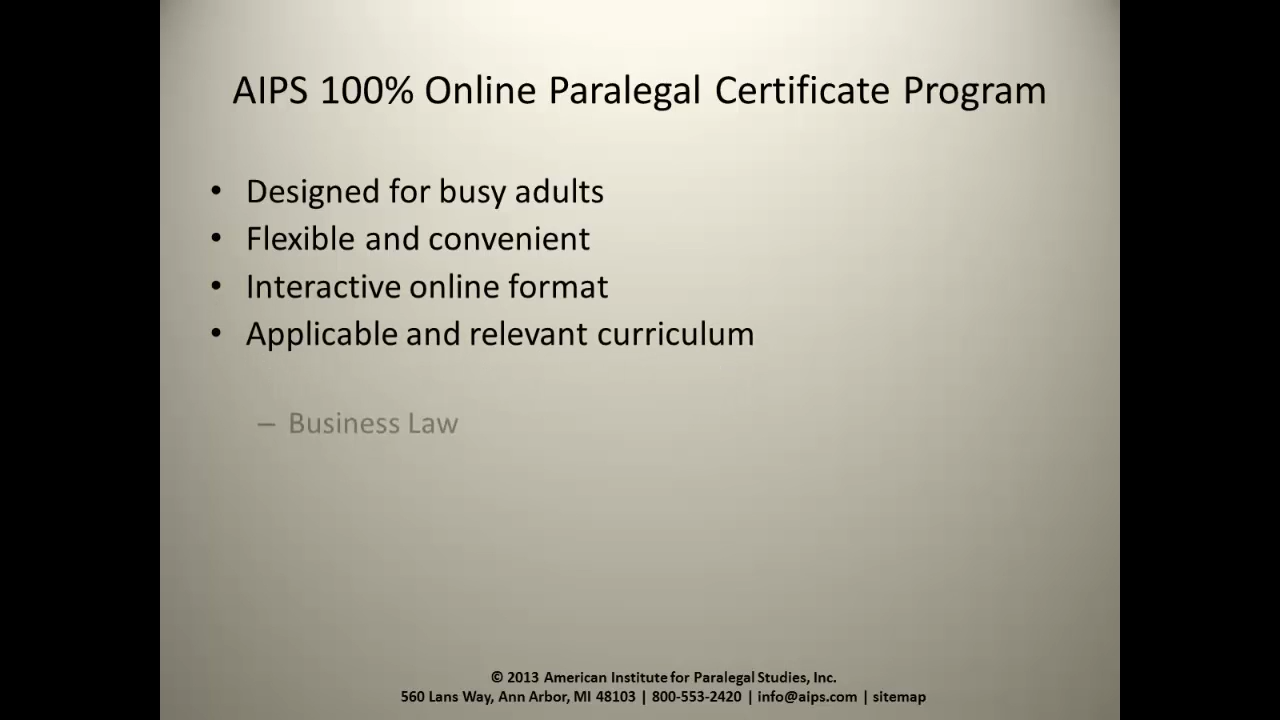 AIPS 100% Online Paralegal Certificate Program
• Designed for busy adults
• Flexible and convenient
• Interactive online format
• Applicable and relevant curriculum
– Business Law
© 2013 American Institute for Paralegal Studies, Inc.
560 Lans Way, Ann Arbor, MI 48103 | 800-553-2420 | info@aips.com | sitemap